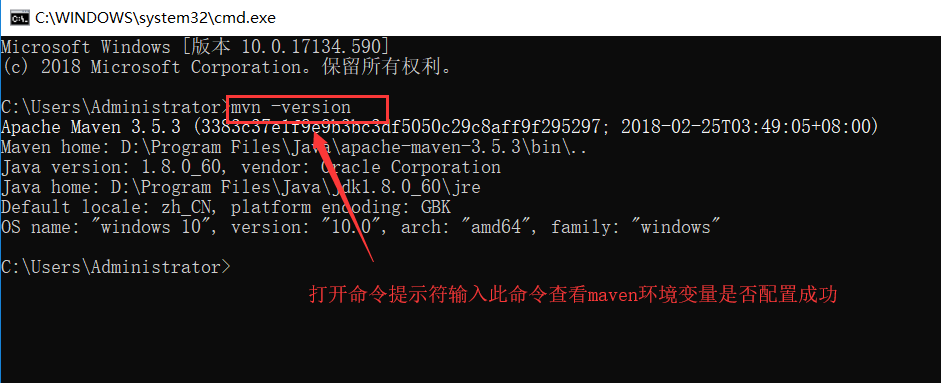 C:\WINDOWS\system32\cmd.exe
Microsoft Windows [版本 10.0.17134.590]
(c) 2018 Microsoft Corporation。保留所有权利。
C:\Users\Administrator>mvn -version
Apache Maven 3.5.3 (3383c37e1f9e9b3bc3df5050c29c8aff9f295297; 2018-02-25T03:49:05+08:00)
Maven home: D:\Program Files\Java\apache-maven-3.5.3\bin\..
Java version: 1.8.0_60, vendor: Oracle Corporation
Java home: D:\Program Files\Java\jdk1.8.0_60\jre
Default locale: zh_CN, platform encoding: GBK
OS name: "windows 10", version: "10.0", arch: "amd64", family: "windows"
C:\Users\Administrator>
打开命令提示符输入此命令查看maven环境变量是否配置成功